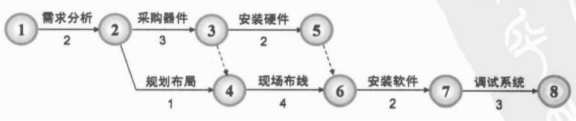 需求分析 采购器件 安装硬件
1 2 3 5
2 3 2
规划布局 现场布线 安装软件 调试系统
4 6 7 8
1 4 2 3